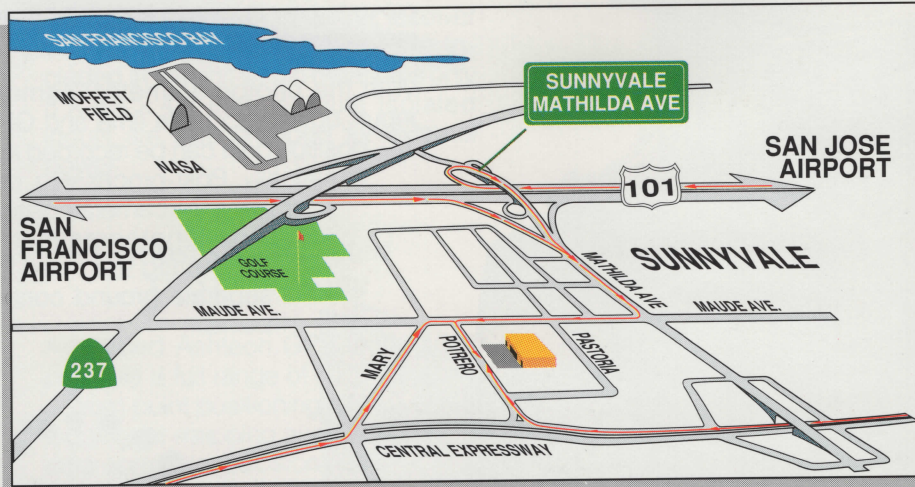 SAN FRANCISCO BAY
MOFFETT
FIELD
NASA
SUNNYVALE
MATHILDA AVE
SAN JOSE
AIRPORT
101
SAN
FRANCISCO
AIRPORT
GOLF
COURSE
SUNNYVALE
MATHILDA AVE
MAUDE AVE.
MAUDE AVE.
237
MARY
POTRERO
PASTORIA
CENTRAL EXPRESSWAY